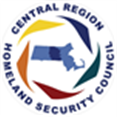 CENTRAL REGION
HOMELAND SECURITY COUNCIL